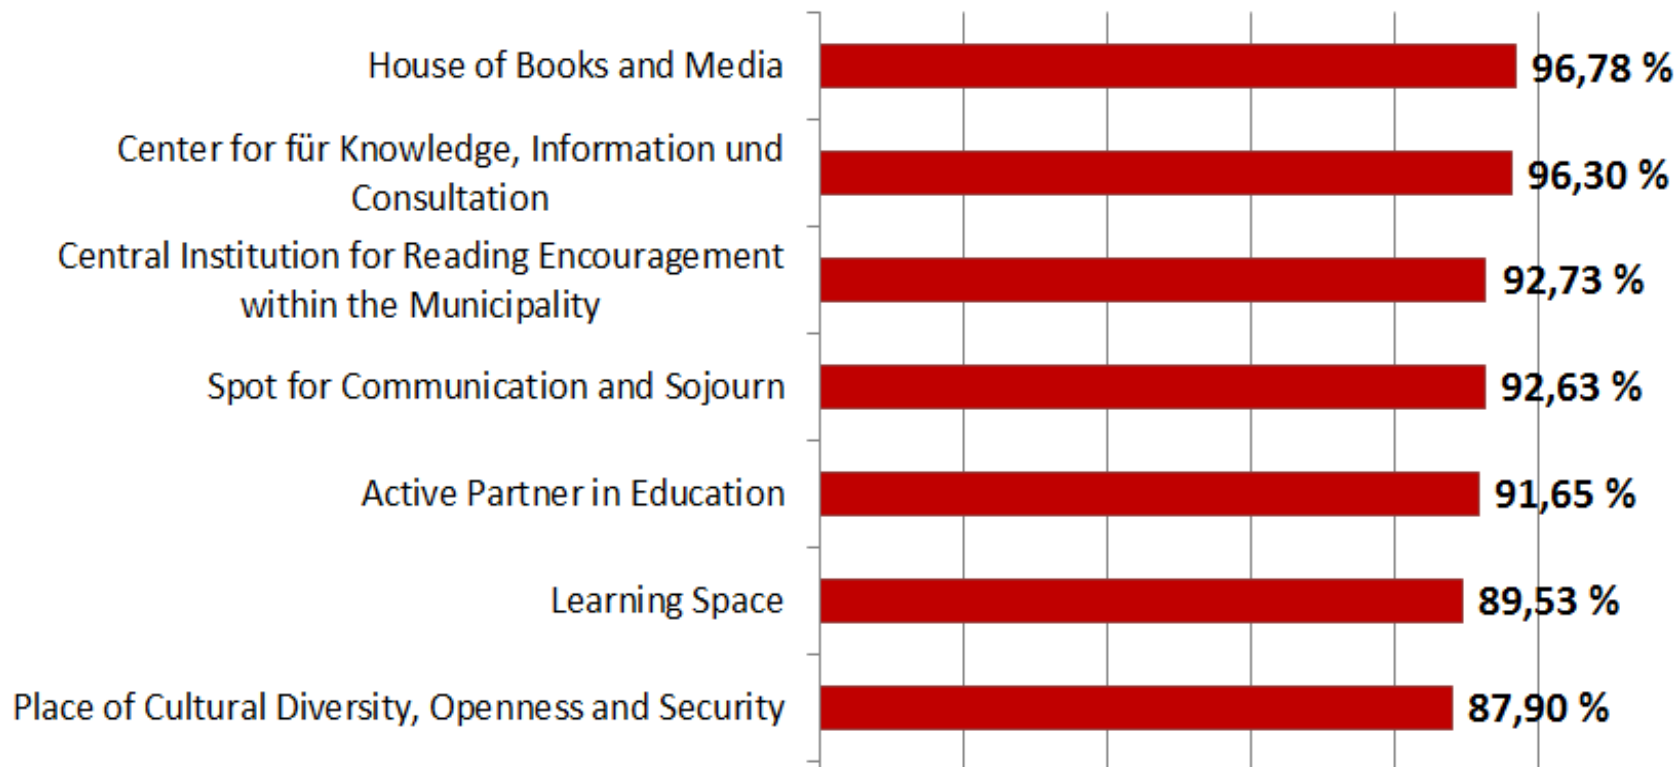 House of Books and Media
96,78 %
Center for für Knowledge, Information und
Consultation
96,30 %
Central Institution for Reading Encouragement
within the Municipality
92,73 %
Spot for Communication and Sojourn
92,63 %
Active Partner in Education
91,65 %
Learning Space
89,53 %
Place of Cultural Diversity, Openness and Security
87,90 %